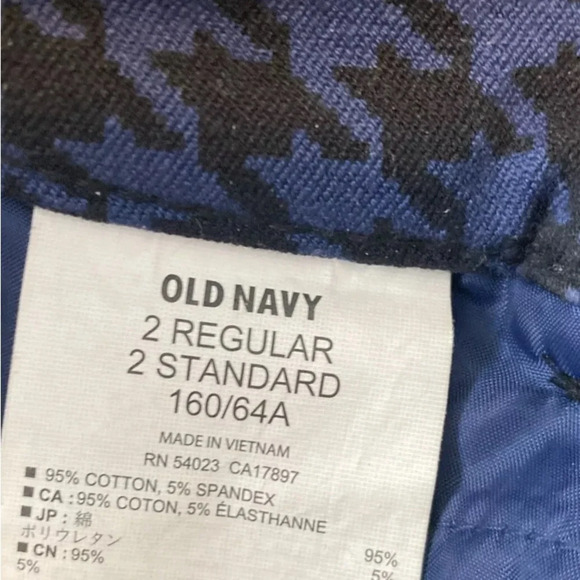 OLD NAVY
2 REGULAR
2 STANDARD
160/64A
MADE IN VIETNAM
RN 54023 CA17897
■ 95% COTTON, 5% SPANDEX
■ CA : 95% COTON, 5% ÉLASTHANNE
■ JP : 綿 95%
ポリウレタン 5%
■ CN : 95%
5%